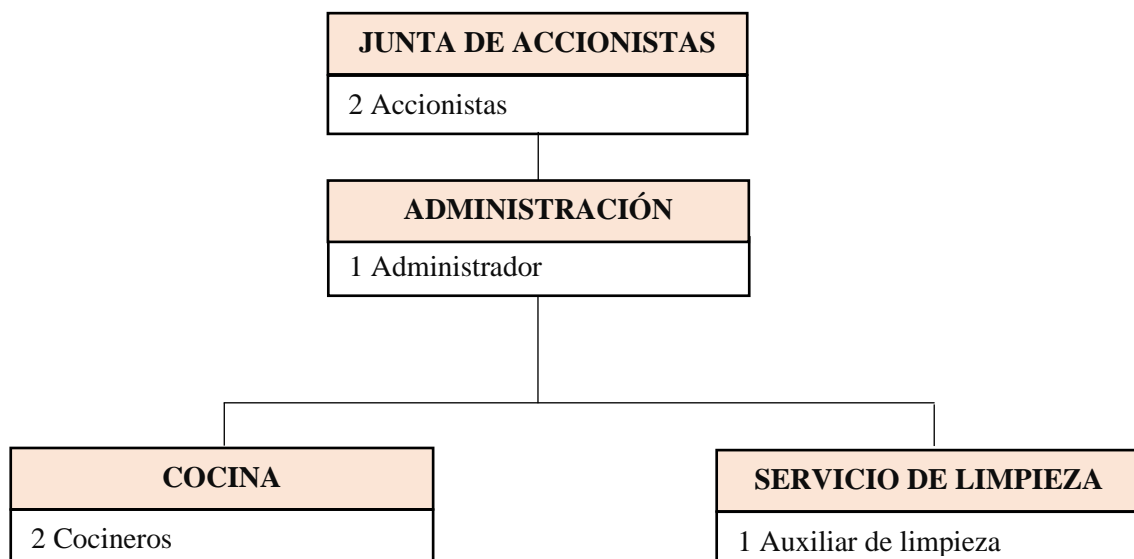 JUNTA DE ACCIONISTAS
2 Accionistas
ADMINISTRACIÓN
1 Administrador
COCINA
2 Cocineros
SERVICIO DE LIMPIEZA
1 Auxiliar de limpieza